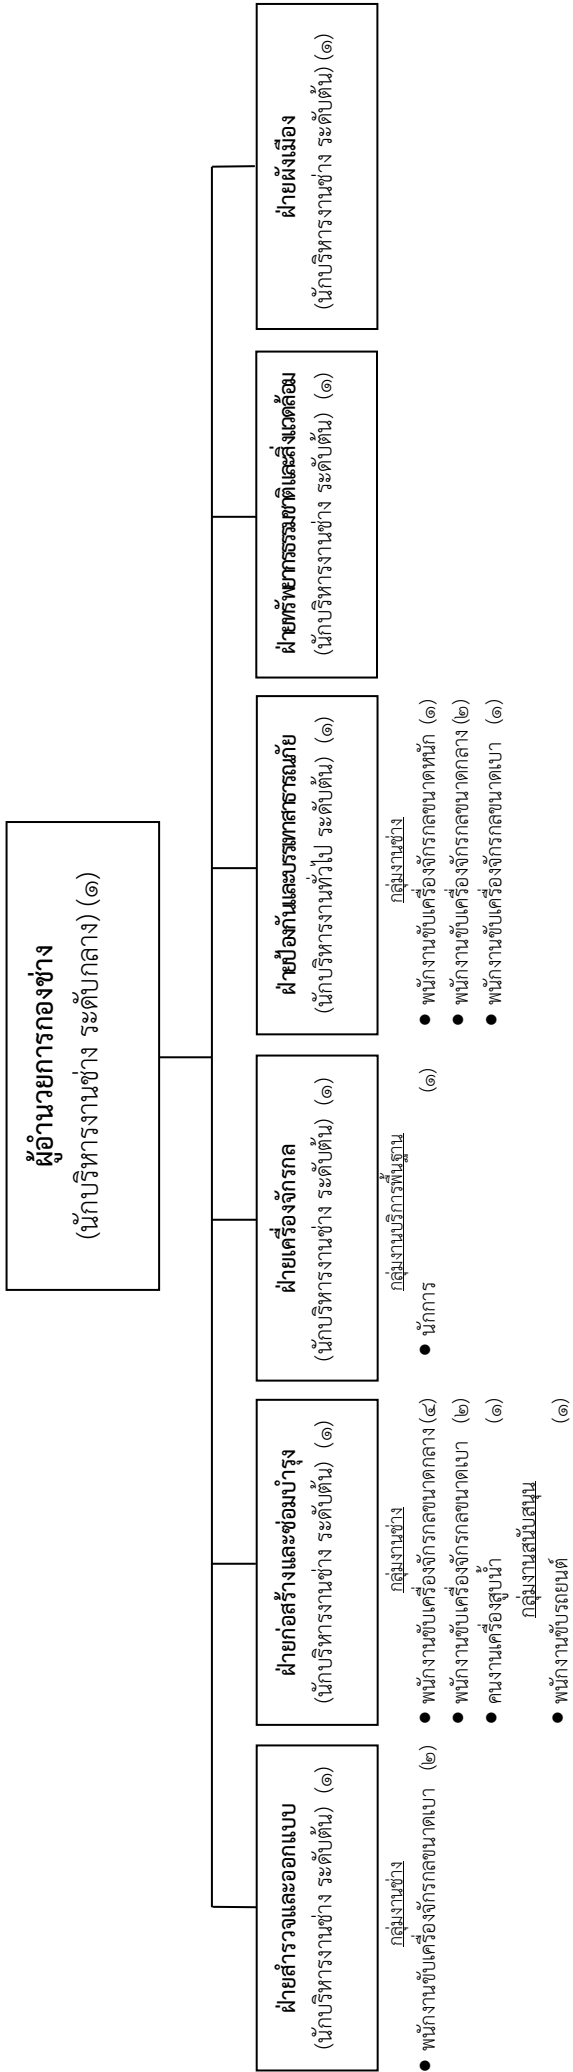 ผู้อำนวยการกองช่าง
(นักบริหารงานช่าง ระดับกลาง) (๑)
ฝ่ายสำรวจและออกแบบ
(นักบริหารงานช่าง ระดับต้น) (๑)
กลุ่มงานช่าง
● พนักงานขับเครื่องจักรกลขนาดเบา (๒)
ฝ่ายก่อสร้างและซ่อมบำรุง
(นักบริหารงานช่าง ระดับต้น) (๑)
กลุ่มงานช่าง
● พนักงานขับเครื่องจักรกลขนาดกลาง (๔)
● พนักงานขับเครื่องจักรกลขนาดเบา (๒)
● คนงานเครื่องสูบน้ำ (๑)
กลุ่มงานสนับสนุน
● พนักงานขับรถยนต์ (๑)
ฝ่ายเครื่องจักรกล
(นักบริหารงานช่าง ระดับต้น) (๑)
กลุ่มงานบริการพื้นฐาน
● นักการ (๑)
ฝ่ายป้องกันและบรรเทาสาธารณภัย
(นักบริหารงานทั่วไป ระดับต้น) (๑)
กลุ่มงานช่าง
● พนักงานขับเครื่องจักรกลขนาดหนัก (๑)
● พนักงานขับเครื่องจักรกลขนาดกลาง (๒)
● พนักงานขับเครื่องจักรกลขนาดเบา (๑)
ฝ่ายทรัพยากรธรรมชาติและสิ่งแวดล้อม
(นักบริหารงานช่าง ระดับต้น) (๑)
ฝ่ายผังเมือง
(นักบริหารงานช่าง ระดับต้น) (๑)